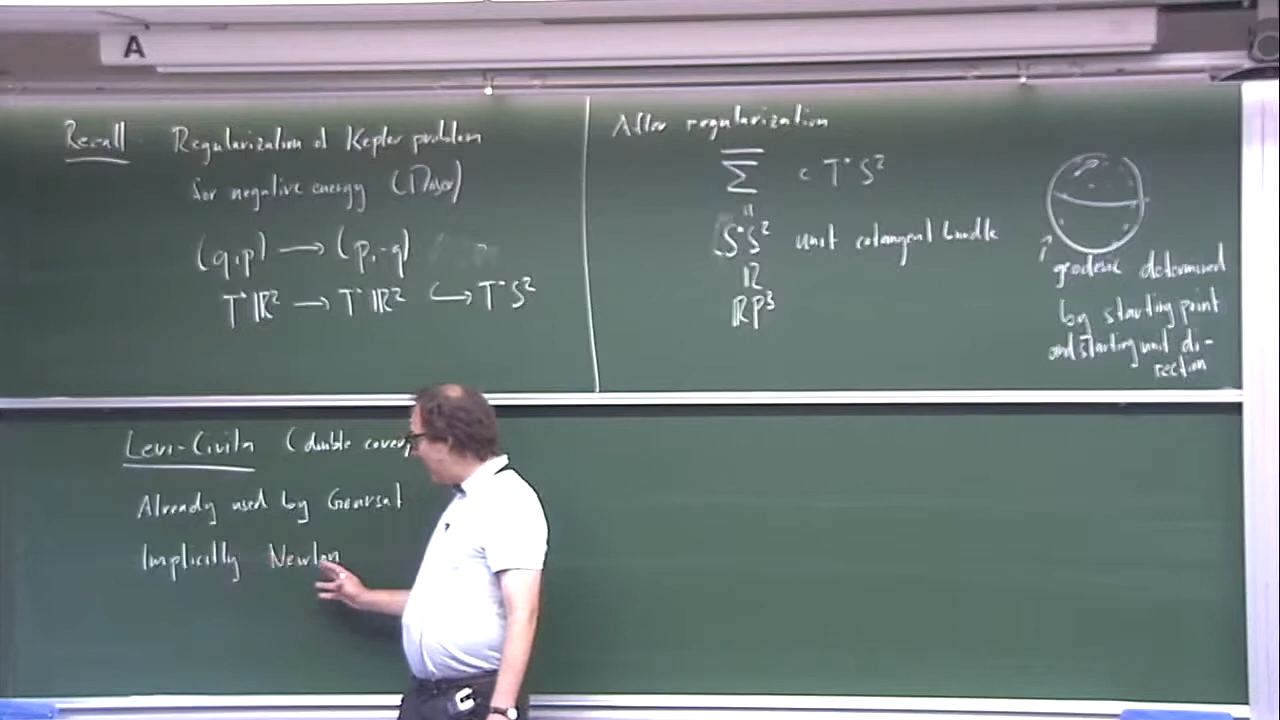 A
Recall Regularization of Kepler problem
for negative energy (Moser)
(q,p) → (p,-q)
T*ℝ² → T*ℝ² ↪ T*S²
After regularization
Σ̅ ⊂ T*S²
=
S*S² unit cotangent bundle
≅
ℝP³
geodesic determined
by starting point
and starting unit di-
rection
Levi-Civita (double cover,
Already used by Goursat
Implicitly Newton